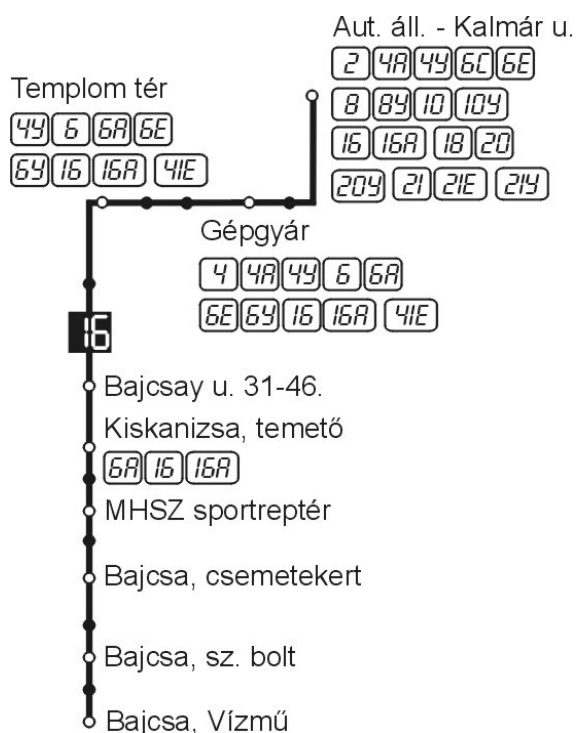 Aut. áll. - Kalmár u.
2 4A 4Y 6C 6E
8 8Y 10 10Y
16 16A 18 20
20Y 21 21E 21Y
Templom tér
4Y 6 6A 6E
6Y 16 16A 41E
Gépgyár
4 4A 4Y 6 6A
6E 6Y 16 16A 41E
16
Bajcsay u. 31-46.
Kiskanizsa, temető
6A 16 16A
MHSZ sportreptér
Bajcsa, csemetekert
Bajcsa, sz. bolt
Bajcsa, Vízmű